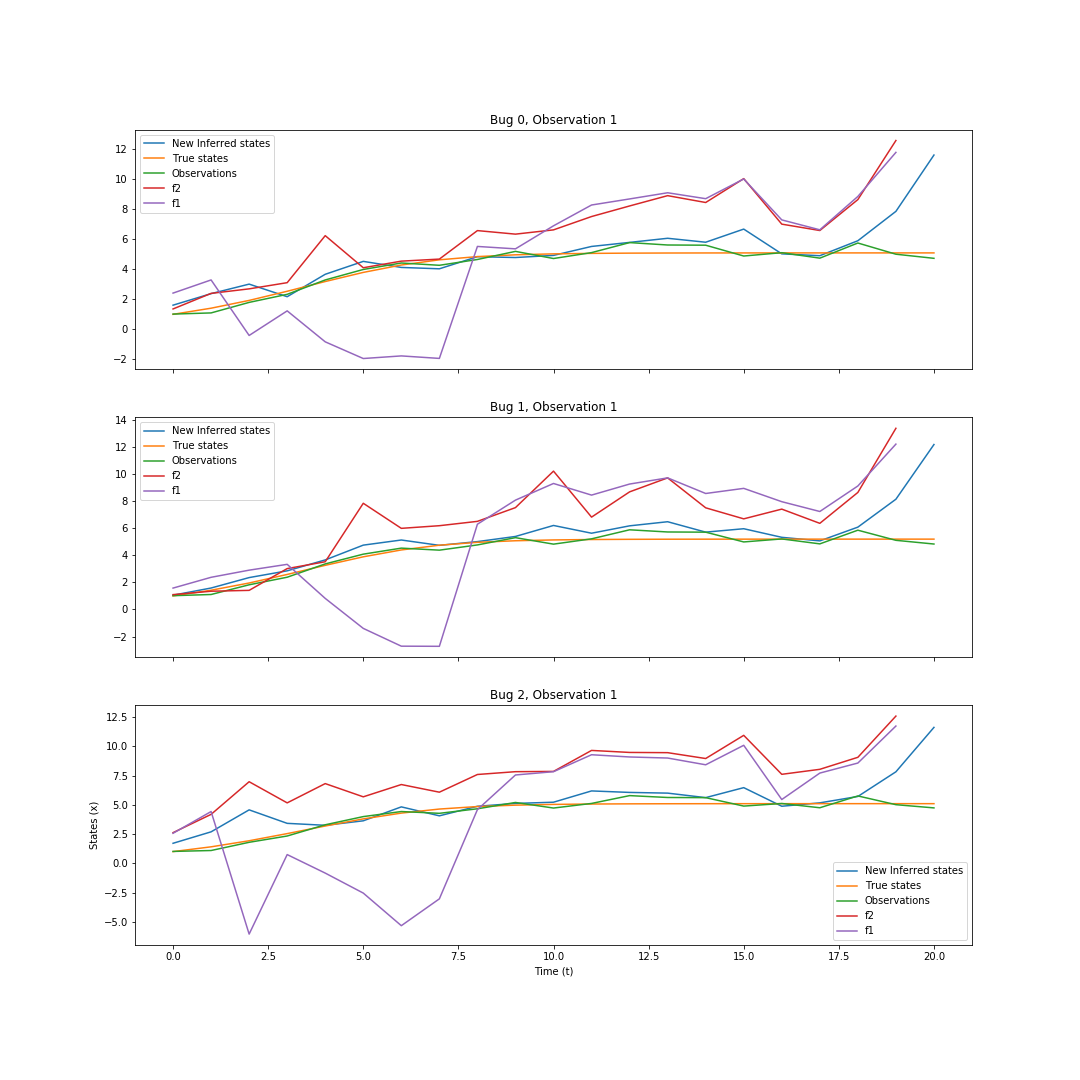 Bug 0, Observation 1
12
10
8
6
4
2
0
−2
New Inferred states
True states
Observations
f2
f1
Bug 1, Observation 1
14
12
10
8
6
4
2
0
−2
New Inferred states
True states
Observations
f2
f1
Bug 2, Observation 1
States (x)
12.5
10.0
7.5
5.0
2.5
0.0
−2.5
−5.0
New Inferred states
True states
Observations
f2
f1
0.0 2.5 5.0 7.5 10.0 12.5 15.0 17.5 20.0
Time (t)